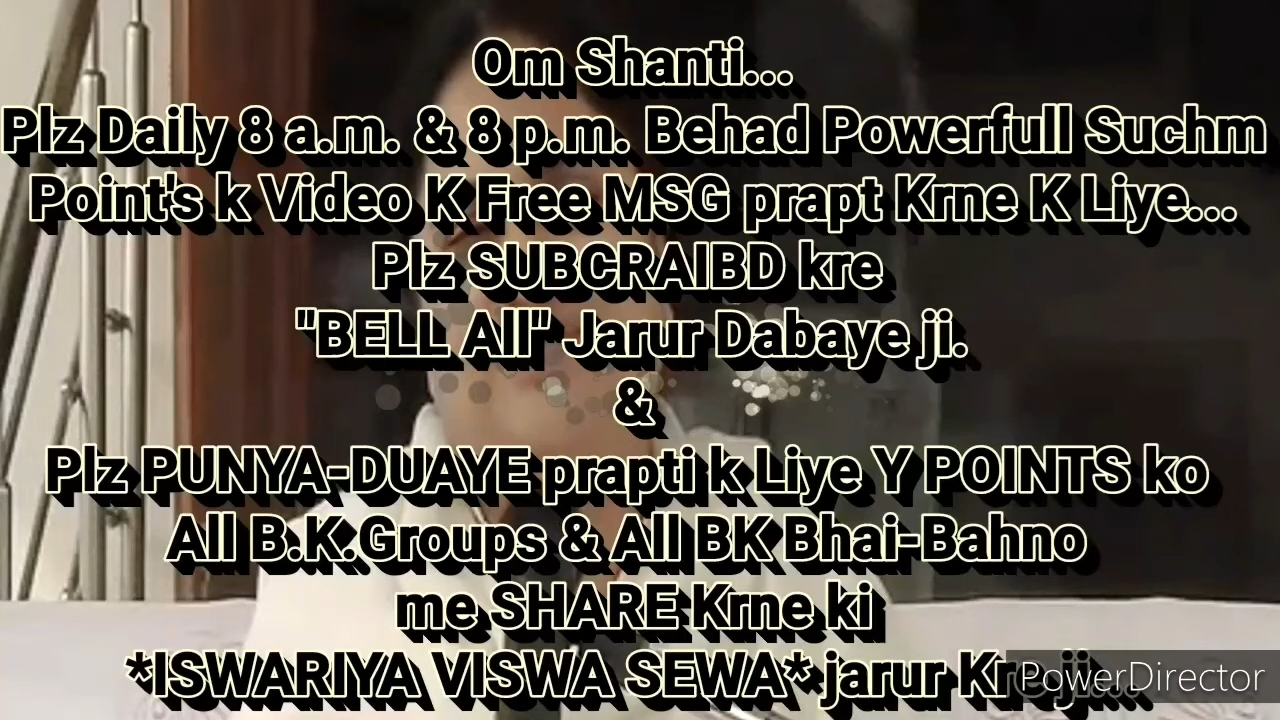 Om Shanti...
Plz Daily 8 a.m. & 8 p.m. Behad Powerfull Suchm
Point's k Video K Free MSG prapt Krne K Liye...
Plz SUBCRAIBD kre
"BELL All" Jarur Dabaye ji.
&
Plz PUNYA-DUAYE prapti k Liye Y POINTS ko
All B.K.Groups & All BK Bhai-Bahno
me SHARE Krne ki
*ISWARIYA VISWA SEWA* jarur Kre ji...
PowerDirector